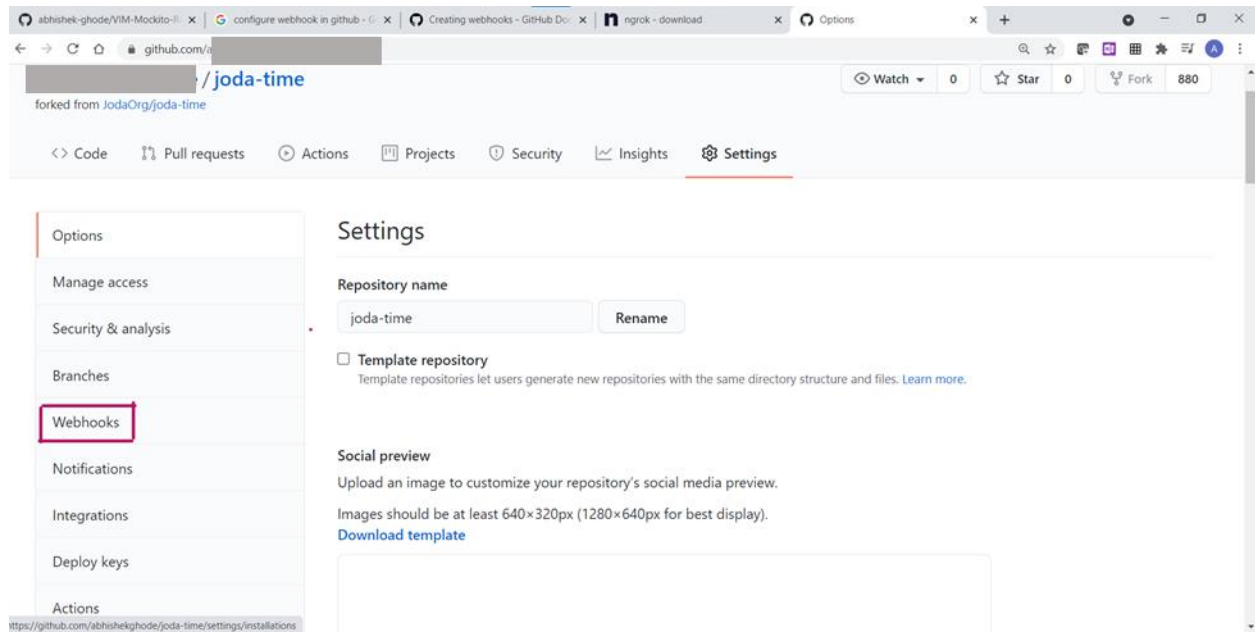 abhishek-ghode/VIM-Mockito-R
configure webhook in github - G
Creating webhooks - GitHub Doc
ngrok - download
Options
github.com/a
A
/ joda-time
Watch 0 Star 0 Fork 880
forked from JodaOrg/joda-time
<> Code Pull requests Actions Projects Security Insights Settings
Options
Manage access
Security & analysis
Branches
Webhooks
Notifications
Integrations
Deploy keys
Actions
Settings
Repository name
joda-time Rename
Template repository
Template repositories let users generate new repositories with the same directory structure and files. Learn more.
Social preview
Upload an image to customize your repository's social media preview.
Images should be at least 640×320px (1280×640px for best display).
Download template
https://github.com/abhishekghode/joda-time/settings/installations